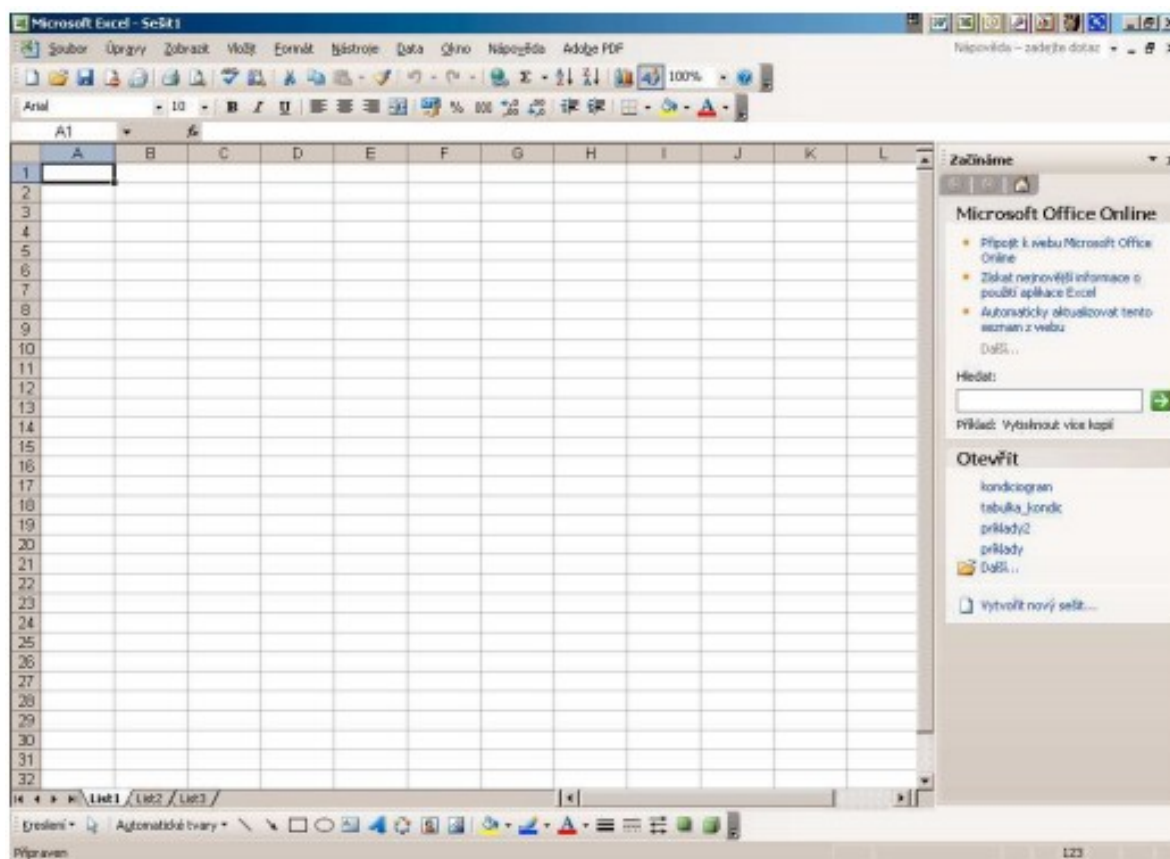 Microsoft Excel - Sešit1
Soubor Úpravy Zobrazit Vložit Formát Nástroje Data Okno Nápověda Adobe PDF Nápověda – zadejte dotaz
100%
Arial 10 B I U % 000
A1 fx
A B C D E F G H I J K L
1
2
3
4
5
6
7
8
9
10
11
12
13
14
15
16
17
18
19
20
21
22
23
24
25
26
27
28
29
30
31
32
Začínáme
Microsoft Office Online
Připojit k webu Microsoft Office
Online
Získat nejnovější informace o
použití aplikace Excel
Automaticky aktualizovat tento
seznam z webu
Další...
Hledat:
Příklad: Vytisknout více kopií
Otevřít
kondiciogram
tabulka_kondic
priklady2
priklady
Další...
Vytvořit nový sešit...
List1 List2 List3
Kreslení Automatické tvary
Připraven 123